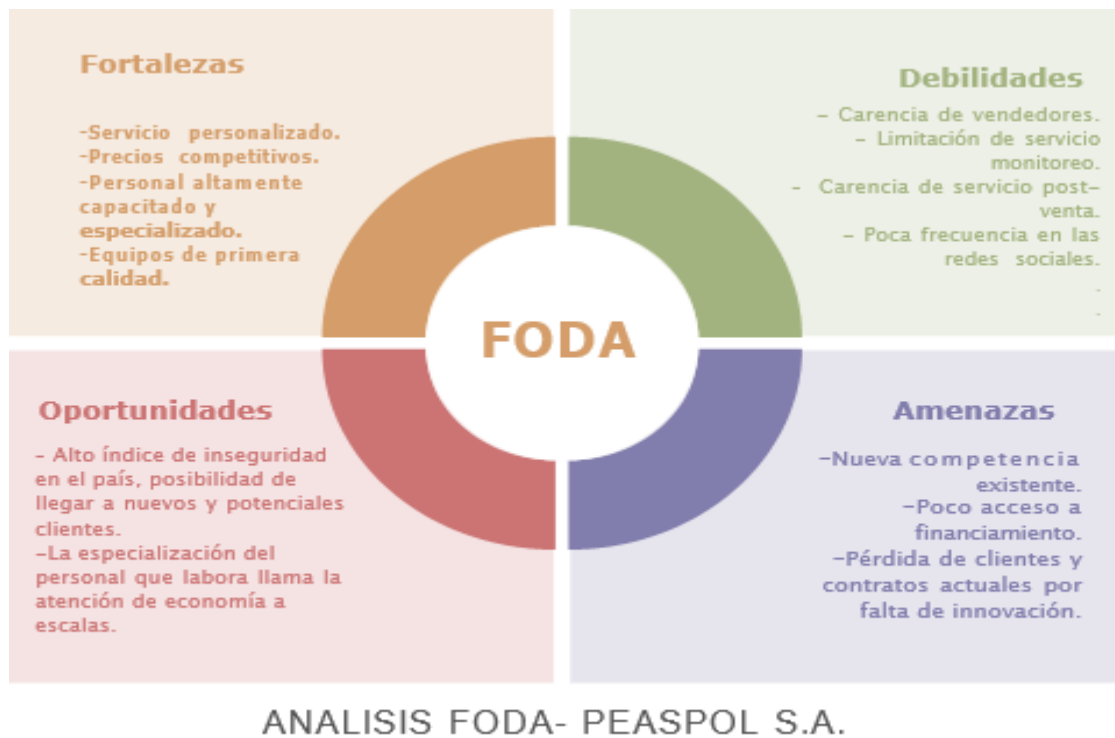 Fortalezas
-Servicio personalizado.
-Precios competitivos.
-Personal altamente
capacitado y
especializado.
-Equipos de primera
calidad.
Debilidades
– Carencia de vendedores.
– Limitación de servicio
monitoreo.
- Carencia de servicio post–
venta.
– Poca frecuencia en las
redes sociales.
.
.
FODA
Oportunidades
- Alto índice de inseguridad
en el país, posibilidad de
llegar a nuevos y potenciales
clientes.
–La especialización del
personal que labora llama la
atención de economía a
escalas.
Amenazas
–Nueva competencia
existente.
–Poco acceso a
financiamiento.
–Pérdida de clientes y
contratos actuales por
falta de innovación.
ANALISIS FODA- PEASPOL S.A.